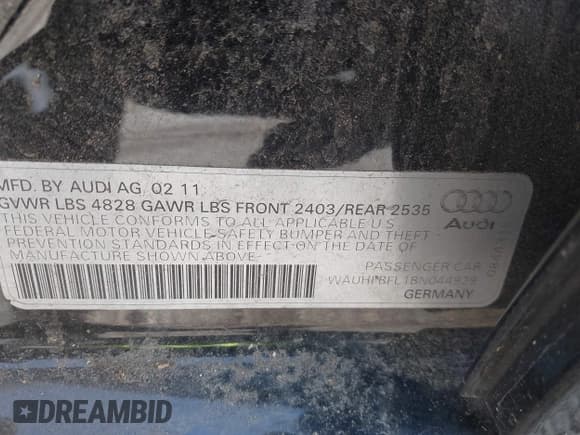 MFD. BY AUDI AG 02 11
GVWR LBS 4828 GAWR LBS FRONT 2403/REAR 2535
THIS VEHICLE CONFORMS TO ALL APPLICABLE U.S.
FEDERAL MOTOR VEHICLE SAFETY BUMPER AND THEFT
PREVENTION STANDARDS IN EFFECT ON THE DATE OF
MANUFACTURE SHOWN ABOVE
Audi
PASSENGER CAR
GERMANY
DREAMBID